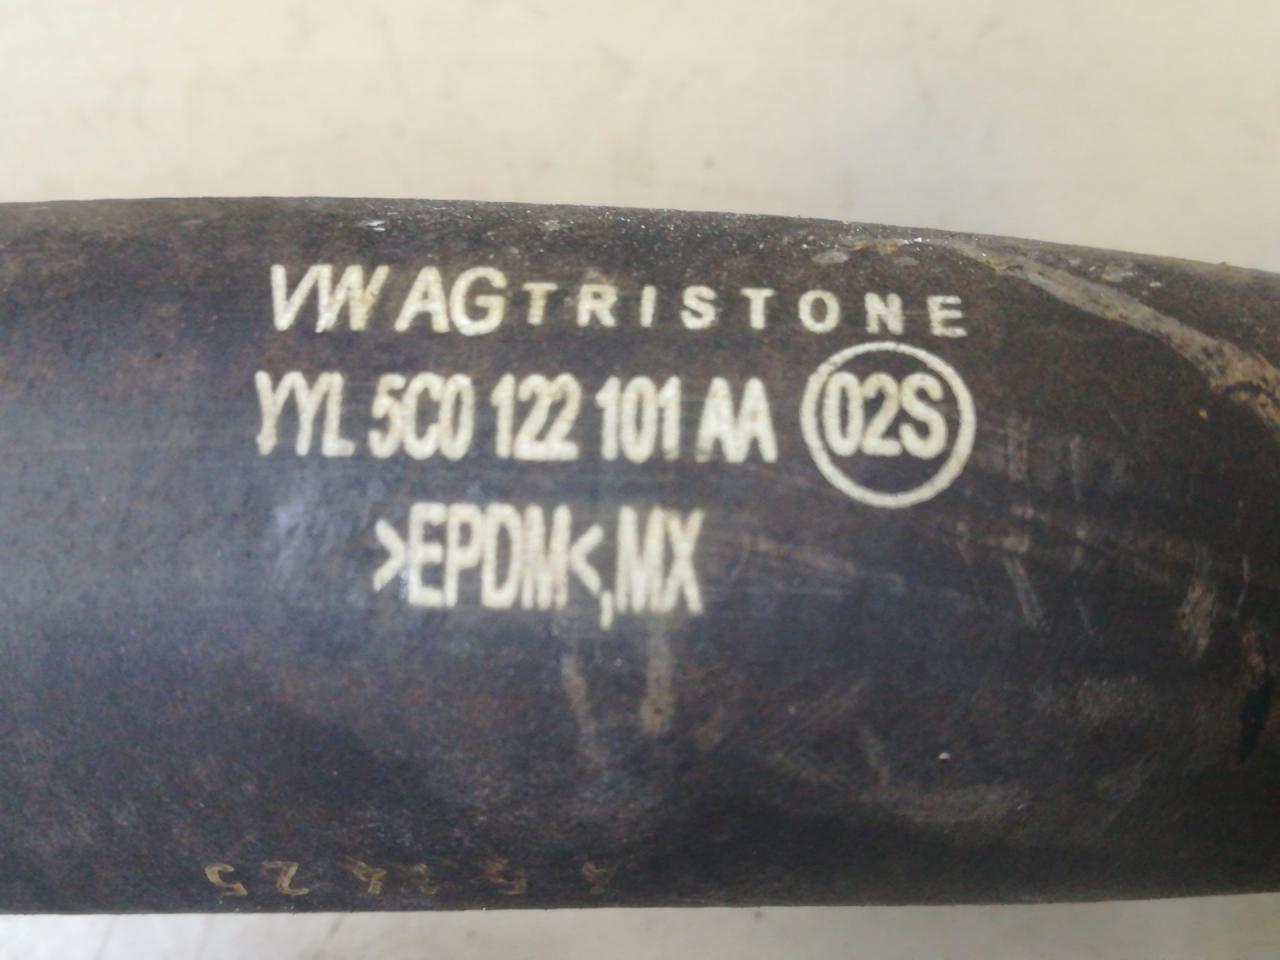 VW AG TRISTONE
YYL 5C0 122 101 AA 02S
>EPDM<,MX